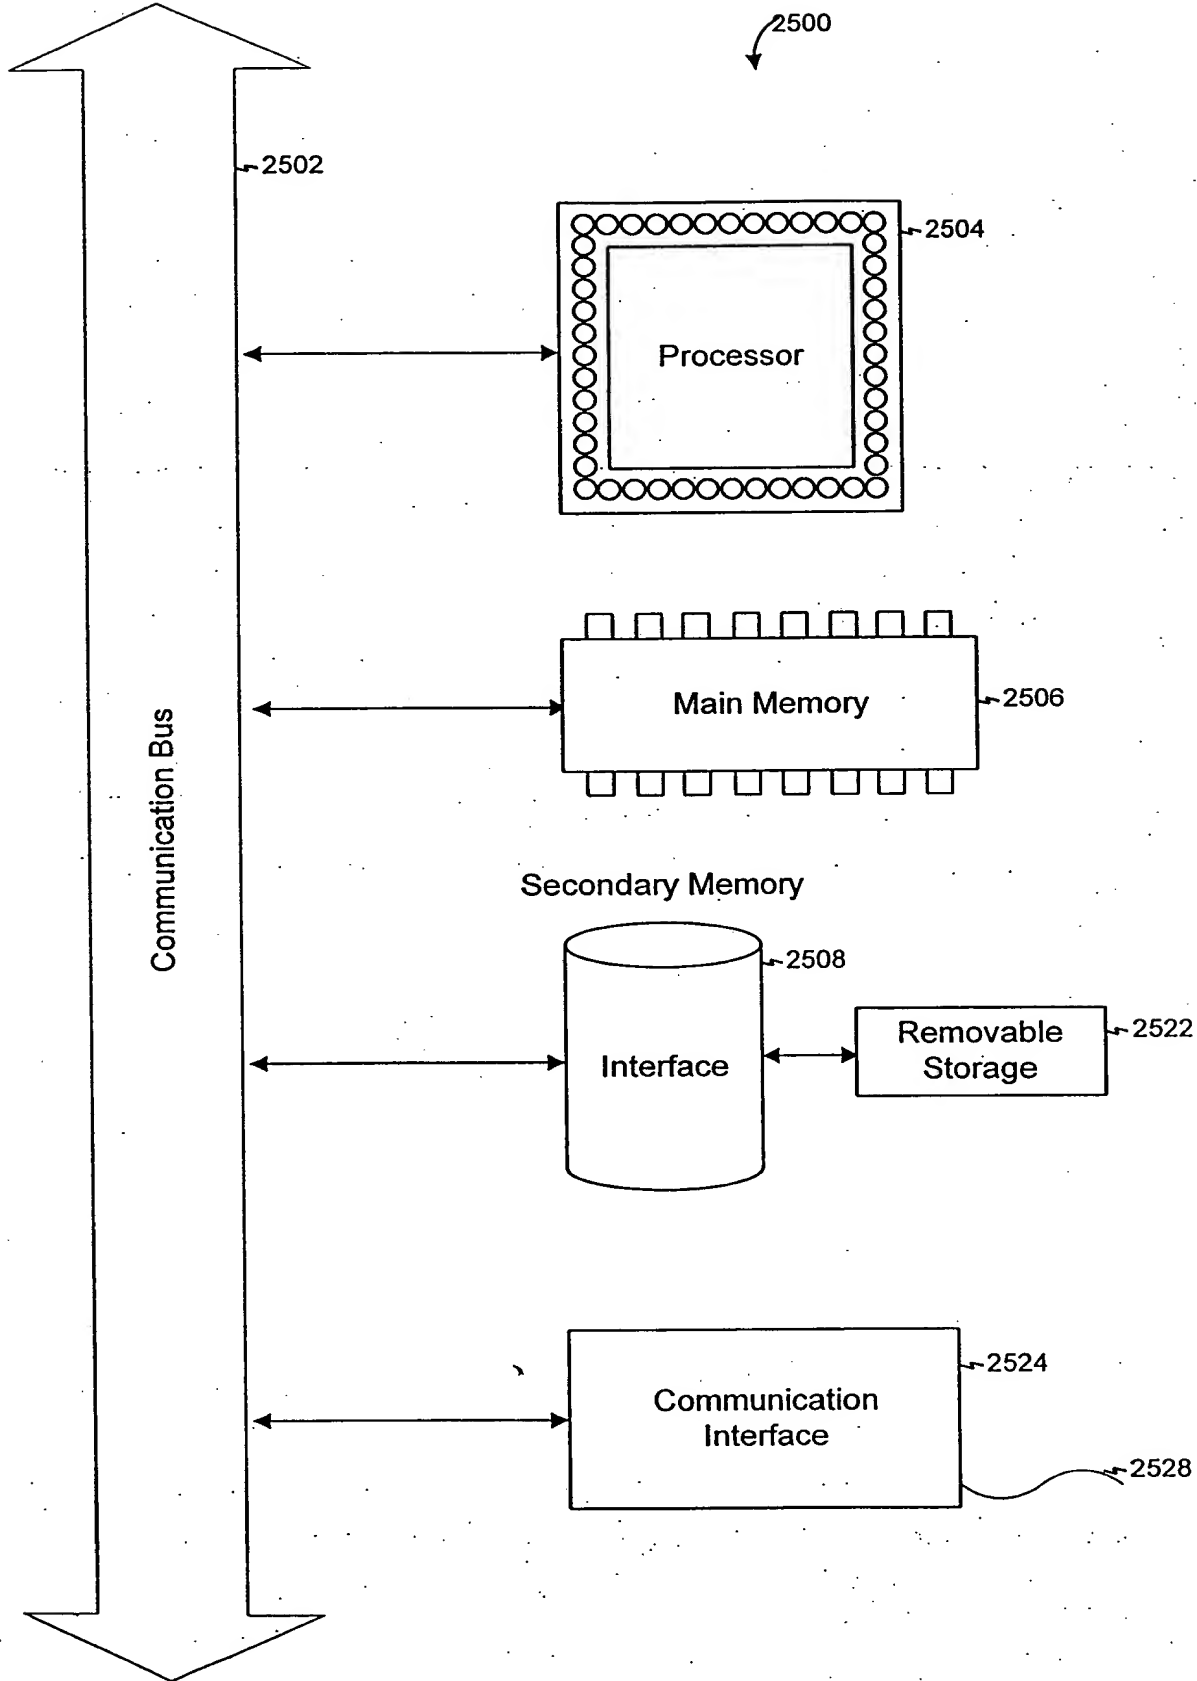 2500
2502
2504
Processor
Main Memory
2506
Communication Bus
Secondary Memory
2508
Interface
Removable
Storage
2522
2524
Communication
Interface
2528